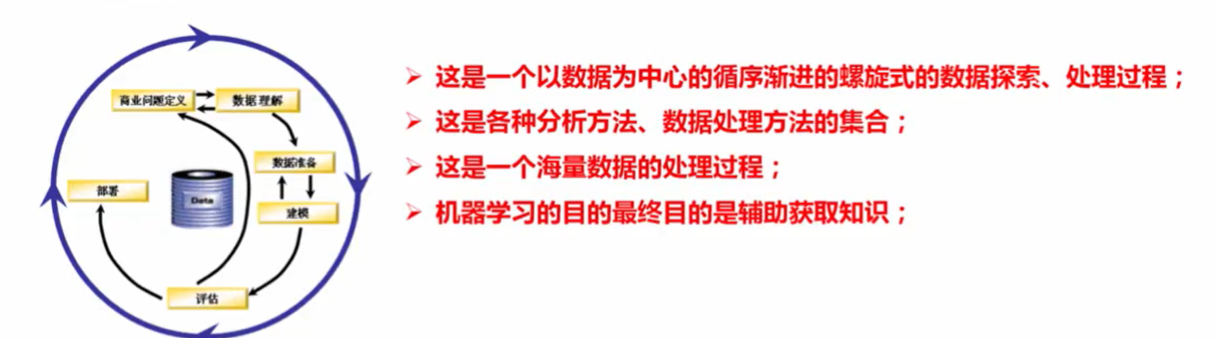 商业问题定义
数据理解
数据准备
建模
评估
部署
Data
➢ 这是一个以数据为中心的循序渐进的螺旋式的数据探索、处理过程；
➢ 这是各种分析方法、数据处理方法的集合；
➢ 这是一个海量数据的处理过程；
➢ 机器学习的目的最终目的是辅助获取知识；